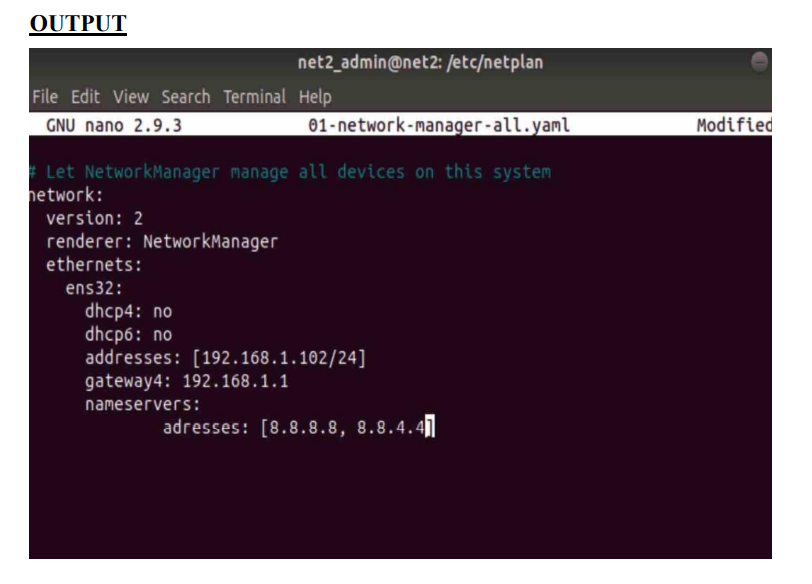 OUTPUT
net2_admin@net2: /etc/netplan
File Edit View Search Terminal Help
GNU nano 2.9.3 01-network-manager-all.yaml Modified
# Let NetworkManager manage all devices on this system
network:
version: 2
renderer: NetworkManager
ethernets:
ens32:
dhcp4: no
dhcp6: no
addresses: [192.168.1.102/24]
gateway4: 192.168.1.1
nameservers:
adresses: [8.8.8.8, 8.8.4.4]